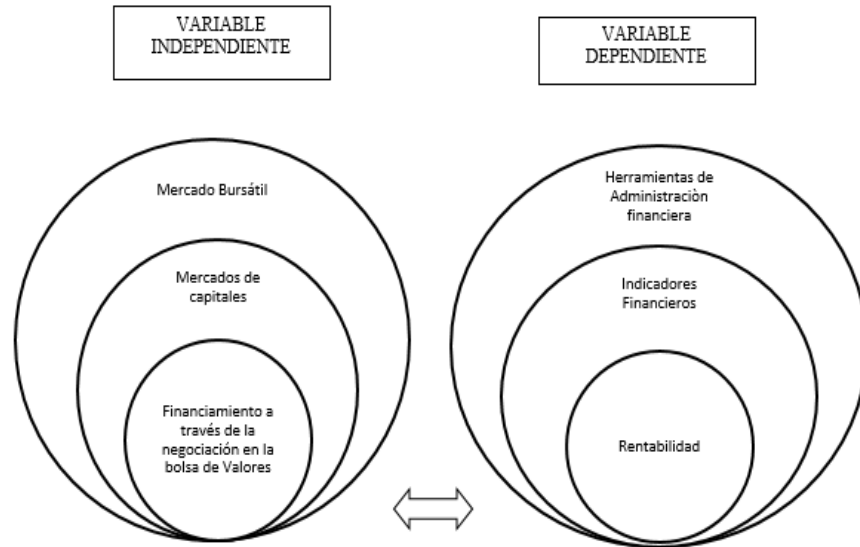 VARIABLE
INDEPENDIENTE
VARIABLE
DEPENDIENTE
Mercado Bursátil
Mercados de
capitales
Financiamiento a
través de la
negociación en la
bolsa de Valores
Herramientas de
Administraciòn
financiera
Indicadores
Financieros
Rentabilidad